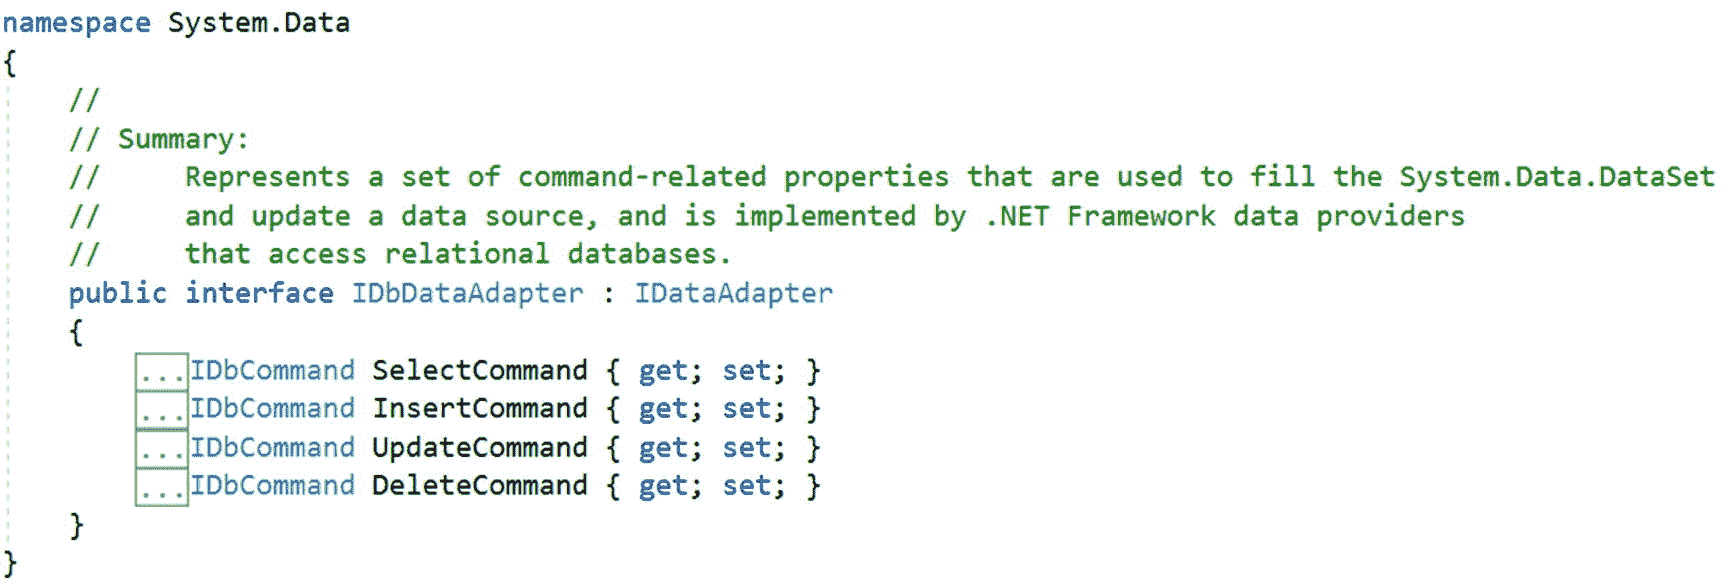 namespace System.Data
{
//
// Summary:
// Represents a set of command-related properties that are used to fill the System.Data.DataSet
// and update a data source, and is implemented by .NET Framework data providers
// that access relational databases.
public interface IDbDataAdapter : IDataAdapter
{
...IDbCommand SelectCommand { get; set; }
...IDbCommand InsertCommand { get; set; }
...IDbCommand UpdateCommand { get; set; }
...IDbCommand DeleteCommand { get; set; }
}
}